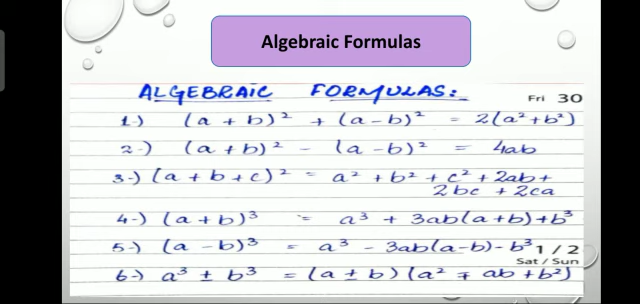 Algebraic Formulas
ALGEBRAIC FORMULAS:
Fri 30
1-) (a + b)² + (a - b)² = 2(a² + b²)
2-) (a + b)² - (a - b)² = 4ab
3-) (a + b + c)² = a² + b² + c² + 2ab +
2bc + 2ca
4-) (a + b)³ = a³ + 3ab(a+b) + b³
5-) (a - b)³ = a³ - 3ab(a-b) - b³
1 / 2
Sat / Sun
6-) a³ ± b³ = (a ± b) (a² ∓ ab + b²)